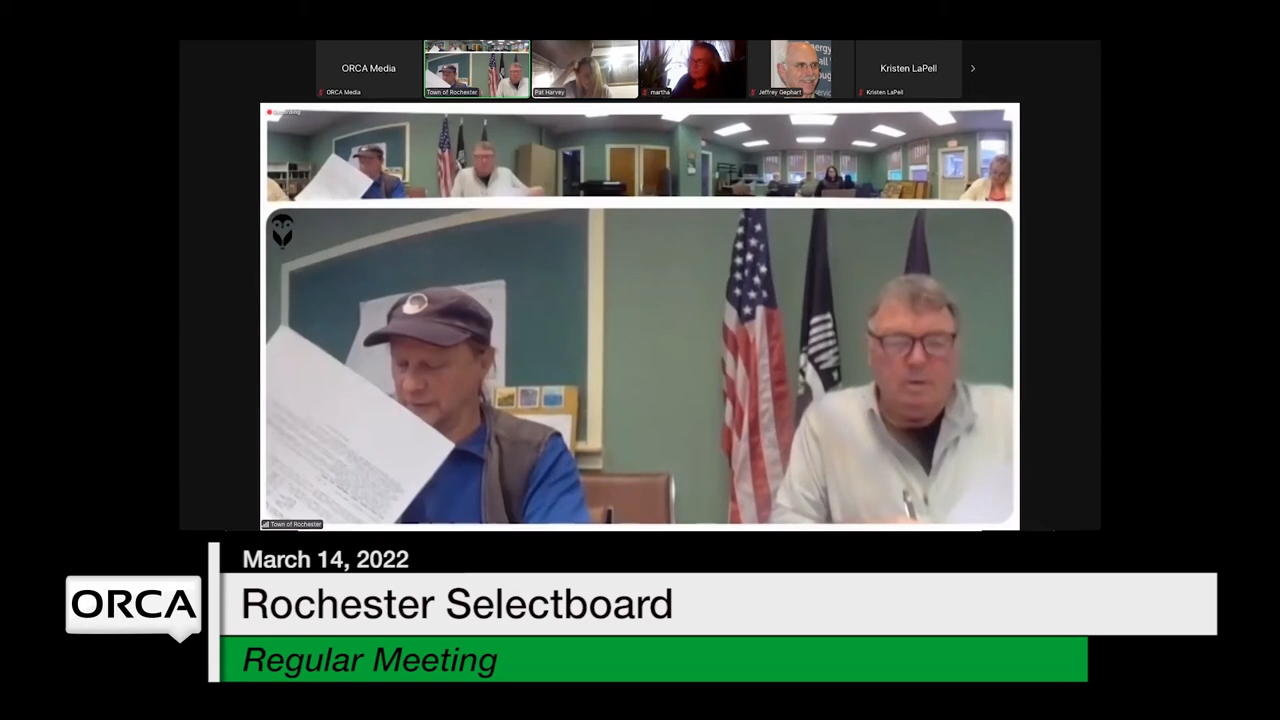 ORCA Media
Kristen LaPell
ORCA Media
Town of Rochester
Pat Harvey
martha
Jeffrey Gephart
Kristen LaPell
Town of Rochester
March 14, 2022
ORCA
Rochester Selectboard
Regular Meeting